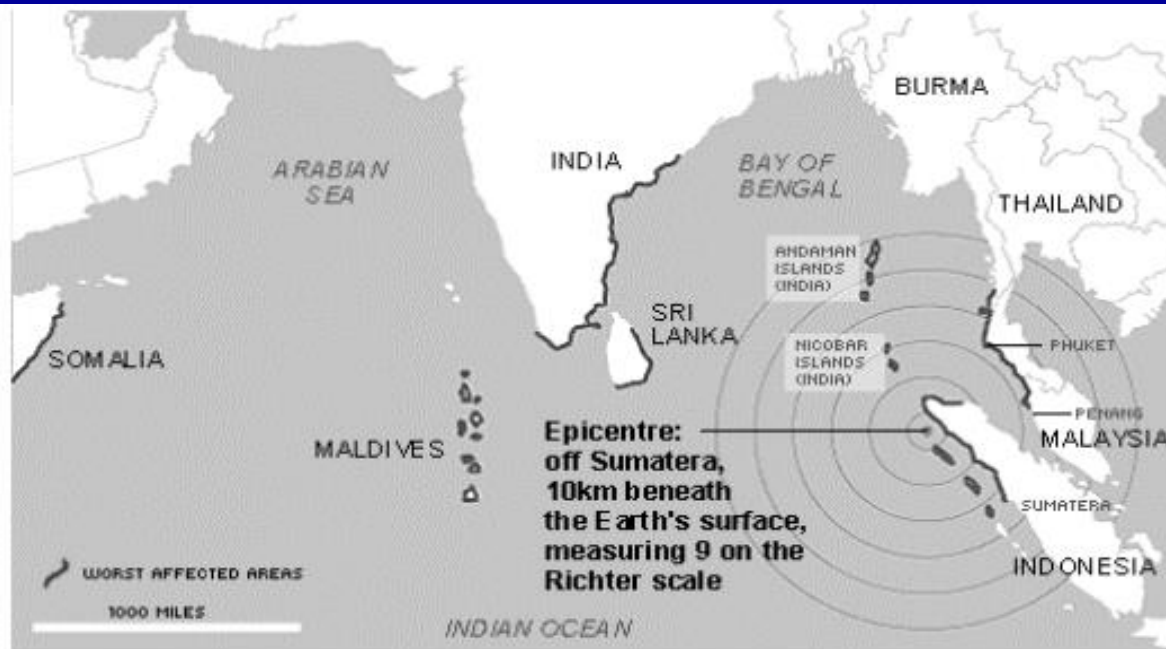 BURMA
INDIA
ARABIAN
SEA
BAY OF
BENGAL
THAILAND
ANDAMAN
ISLANDS
(INDIA)
SRI
LANKA
SOMALIA
NICOBAR
ISLANDS
(INDIA)
PHUKET
PENANG
MALAYSIA
MALDIVES
Epicentre:
off Sumatera,
10km beneath
the Earth's surface,
measuring 9 on the
Richter scale
SUMATERA
INDONESIA
WORST AFFECTED AREAS
1000 MILES
INDIAN OCEAN